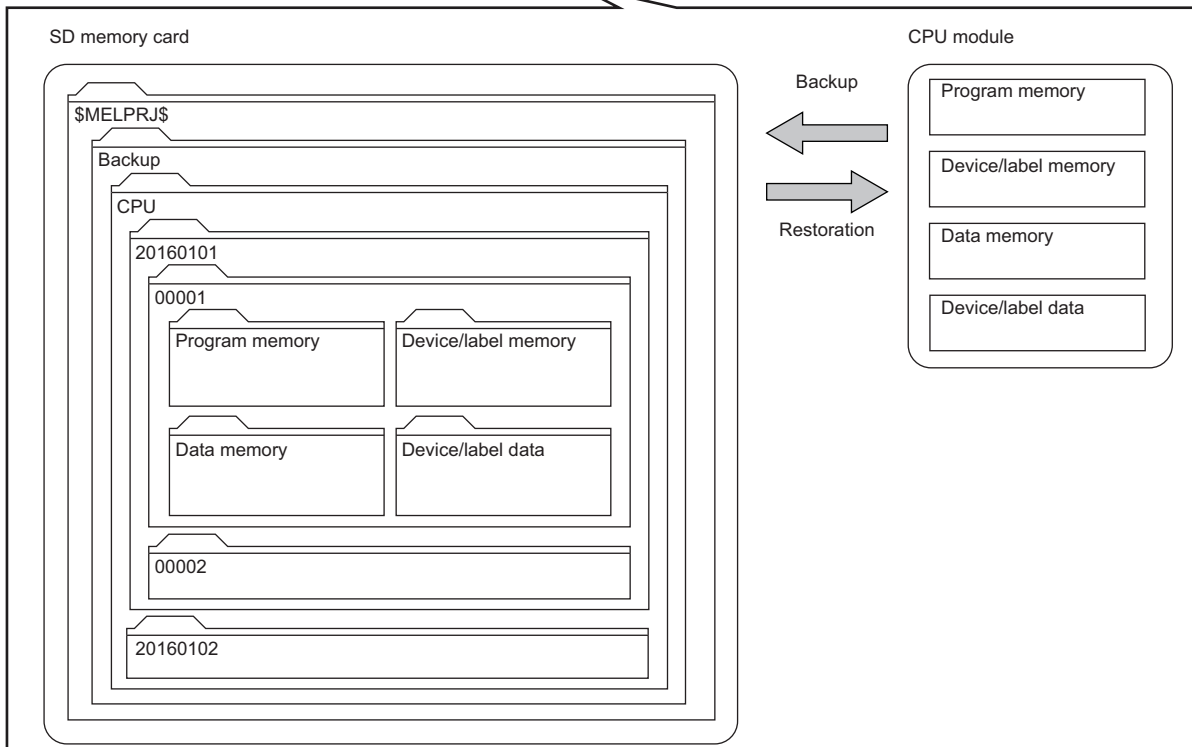 SD memory card
$MELPRJ$
Backup
CPU
20160101
00001
Program memory
Device/label memory
Data memory
Device/label data
00002
20160102
Backup
Restoration
CPU module
Program memory
Device/label memory
Data memory
Device/label data